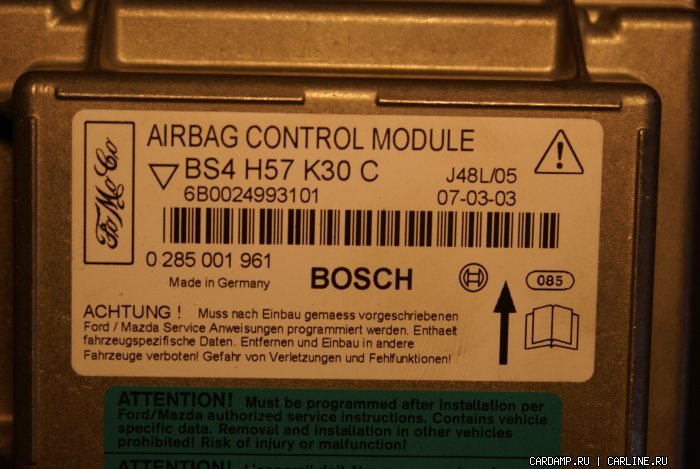 FoMoCo
AIRBAG CONTROL MODULE
BS4 H57 K30 C
J48L/05
6B0024993101
07-03-03
0 285 001 961
Made in Germany
BOSCH
085
ACHTUNG ! Muss nach Einbau gemaess vorgeschriebenen
Ford / Mazda Service Anweisungen programmiert werden. Enthaelt
fahrzeugspezifische Daten. Entfernen und Einbau in andere
Fahrzeuge verboten! Gefahr von Verletzungen und Fehlfunktionen!
ATTENTION! Must be programmed after installation per
Ford/Mazda authorized service instructions. Contains vehicle
specific data. Removal and installation in other vehicles
prohibited! Risk of injury or malfunction!
CARDAMP.RU | CARLINE.RU